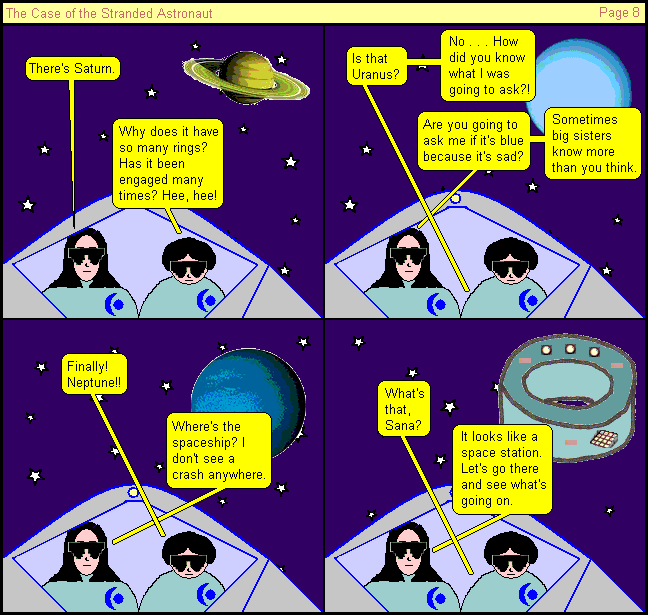 The Case of the Stranded Astronaut
Page 8
There's Saturn.
Why does it have
so many rings?
Has it been
engaged many
times? Hee, hee!
Is that
Uranus?
Are you going to
ask me if it's blue
because it's sad?
No . . . How
did you know
what I was
going to ask?!
Sometimes
big sisters
know more
than you think.
Finally!
Neptune!!
Where's the
spaceship? I
don't see a
crash anywhere.
What's
that,
Sana?
It looks like a
space station.
Let's go there
and see what's
going on.